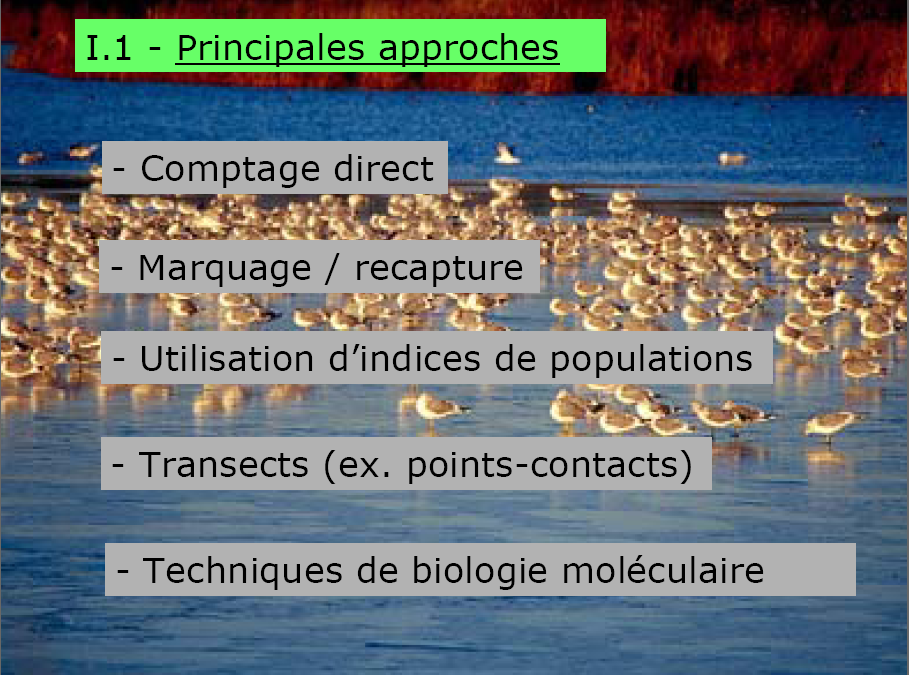 I.1 - Principales approches
- Comptage direct
- Marquage / recapture
- Utilisation d’indices de populations
- Transects (ex. points-contacts)
- Techniques de biologie moléculaire